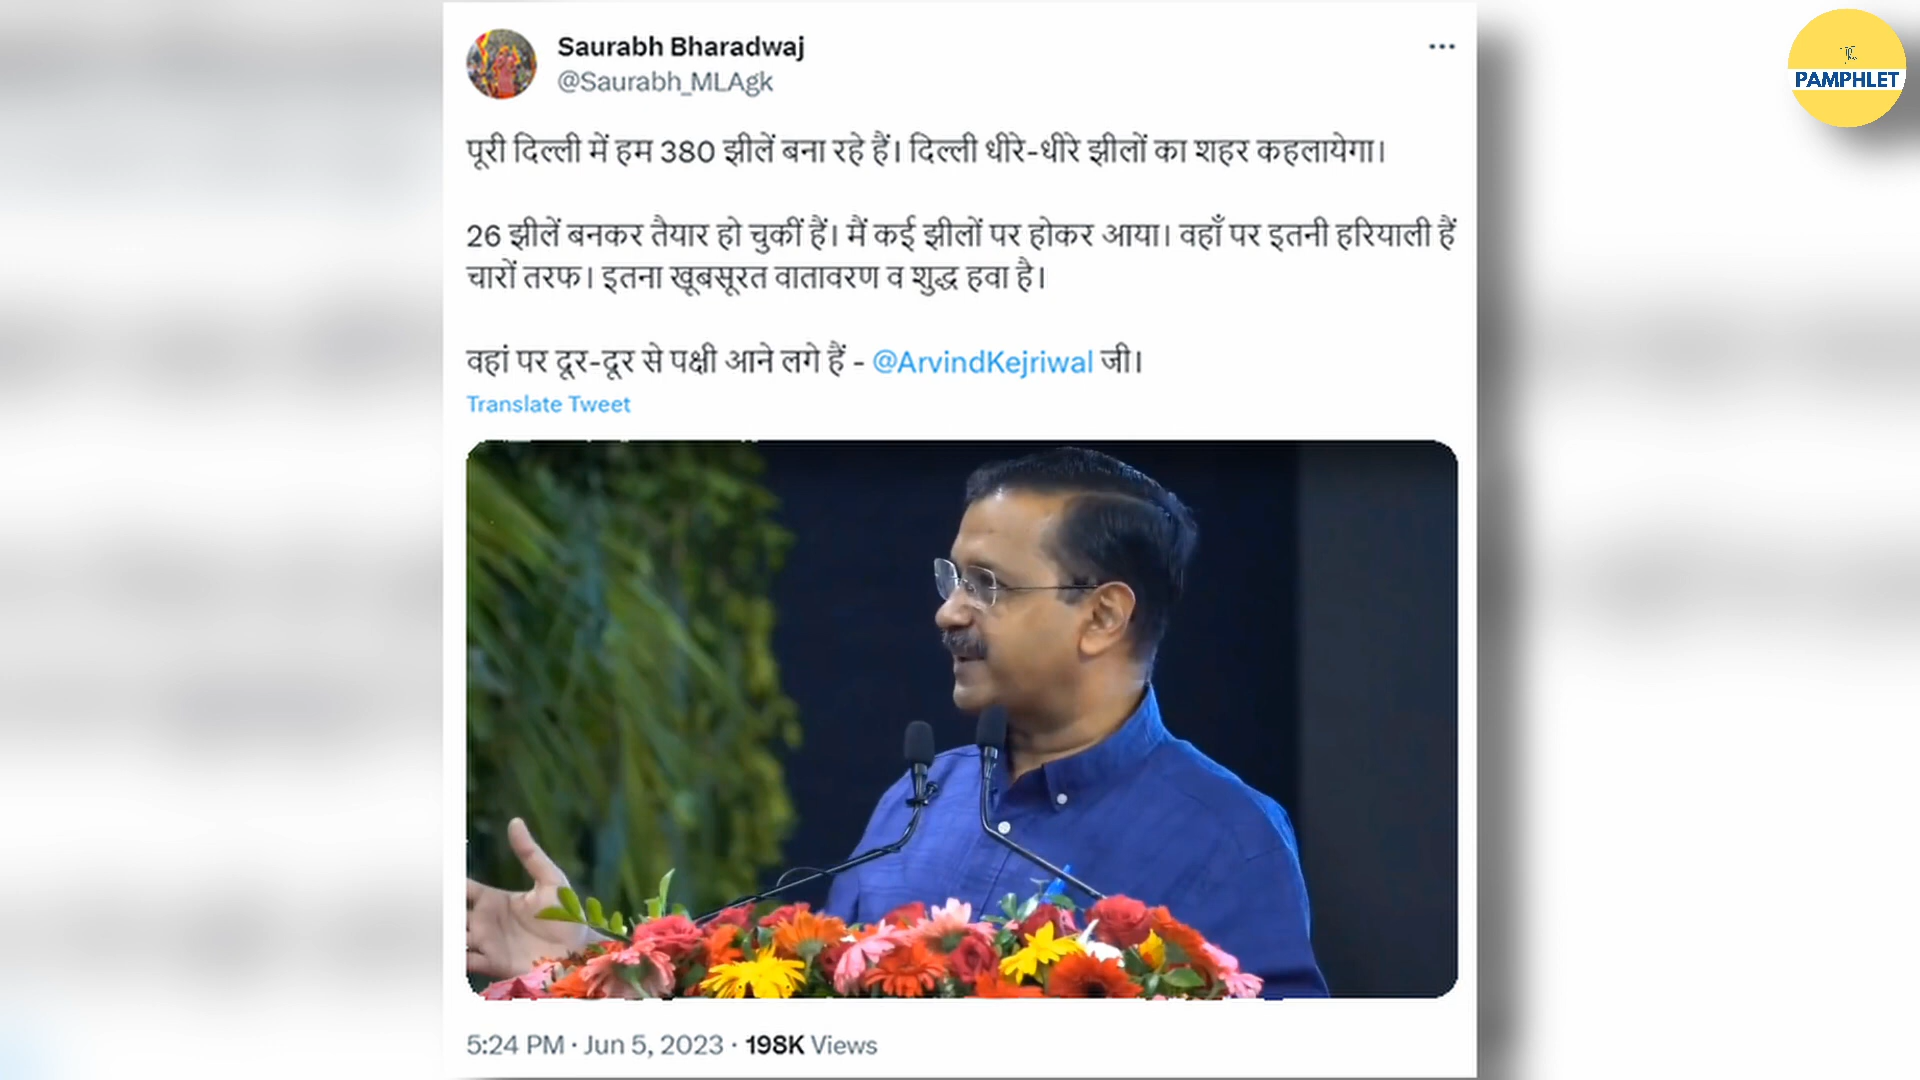 Saurabh Bharadwaj
@Saurabh_MLAgk
पूरी दिल्ली में हम 380 झीलें बना रहे हैं। दिल्ली धीरे-धीरे झीलों का शहर कहलायेगा।
26 झीलें बनकर तैयार हो चुकीं हैं। मैं कई झीलों पर होकर आया। वहाँ पर इतनी हरियाली हैं
चारों तरफ। इतना खूबसूरत वातावरण व शुद्ध हवा है।
वहां पर दूर-दूर से पक्षी आने लगे हैं - @ArvindKejriwal जी।
Translate Tweet
5:24 PM · Jun 5, 2023 · 198K Views
PAMPHLET